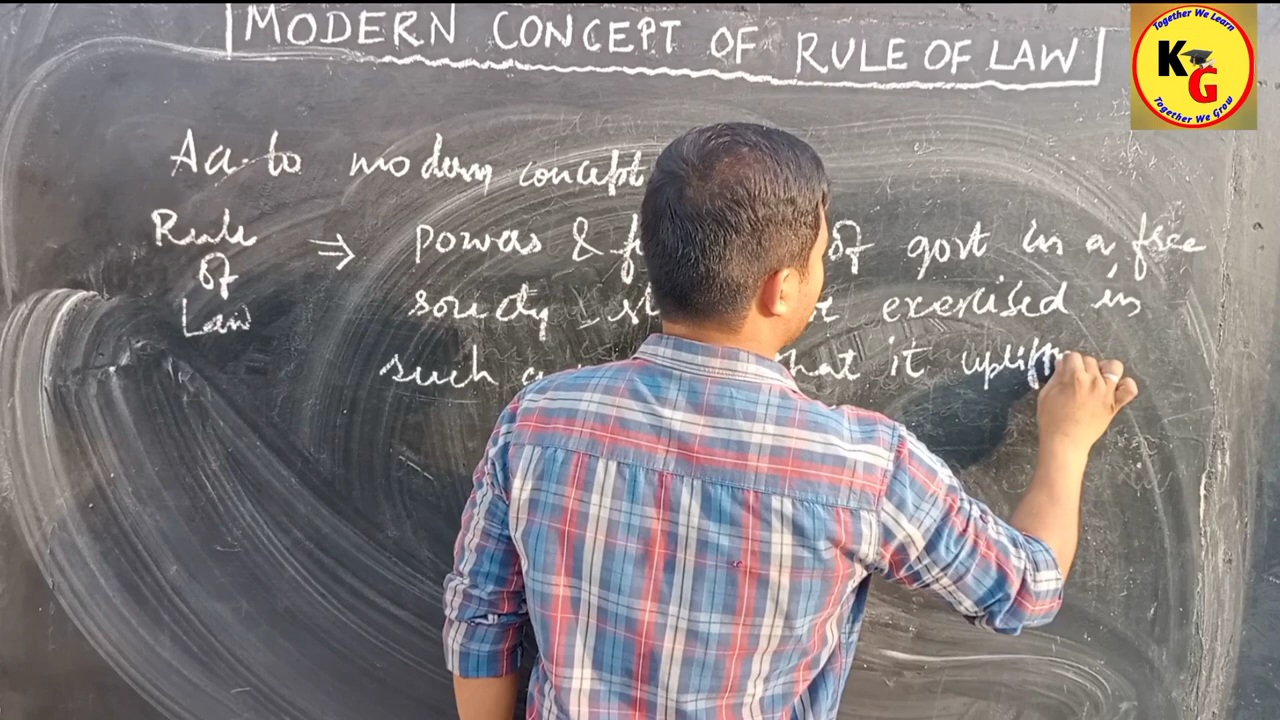 MODERN CONCEPT OF RULE OF LAW
Together We Learn
KG
Together We Grow
Acc. to modern concept
Rule of Law ⇒ powers & of govt in a free
society exercised in
such a that it uplifts